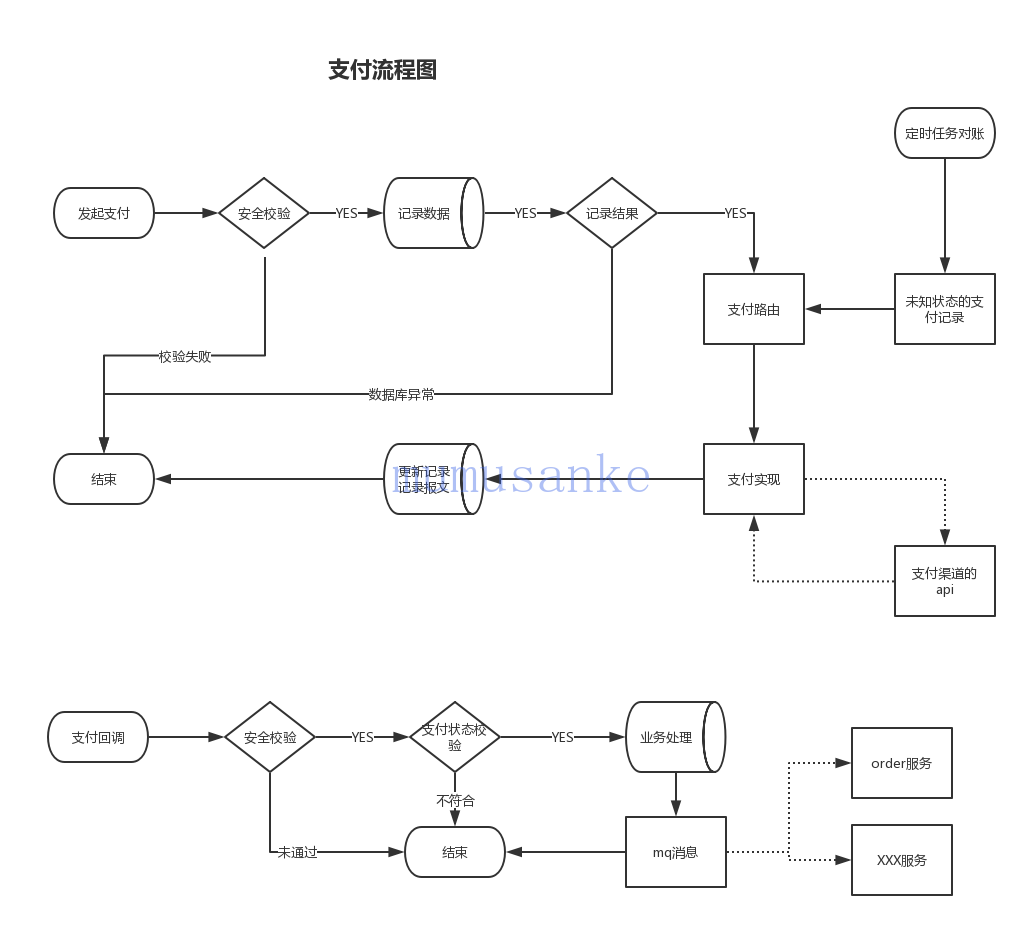 支付流程图
定时任务对账
发起支付
安全校验
YES
记录数据
YES
记录结果
YES
支付路由
未知状态的支
付记录
校验失败
数据库异常
结束
更新记录
记录报文
mumusanke
支付实现
支付渠道的
api
支付回调
安全校验
YES
支付状态校
验
YES
业务处理
order服务
不符合
未通过
结束
mq消息
XXX服务